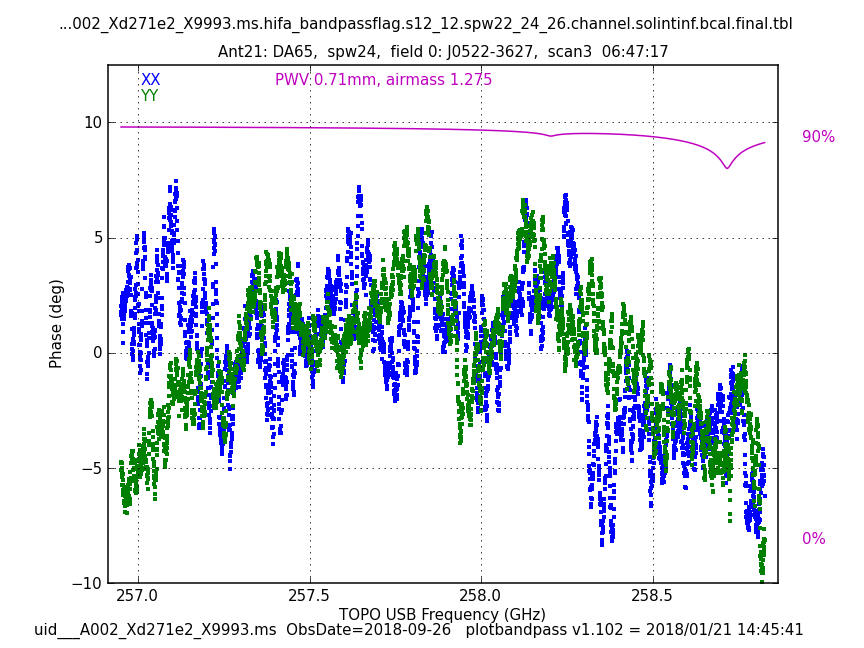 ...002_Xd271e2_X9993.ms.hifa_bandpassflag.s12_12.spw22_24_26.channel.solintinf.bcal.final.tbl
Ant21: DA65,  spw24,  field 0: J0522-3627,  scan3  06:47:17
XX
YY
PWV 0.71mm, airmass 1.275
90%
0%
10
5
0
−5
−10
Phase (deg)
257.0
257.5
258.0
258.5
TOPO USB Frequency (GHz)
uid___A002_Xd271e2_X9993.ms  ObsDate=2018-09-26   plotbandpass v1.102 = 2018/01/21 14:45:41